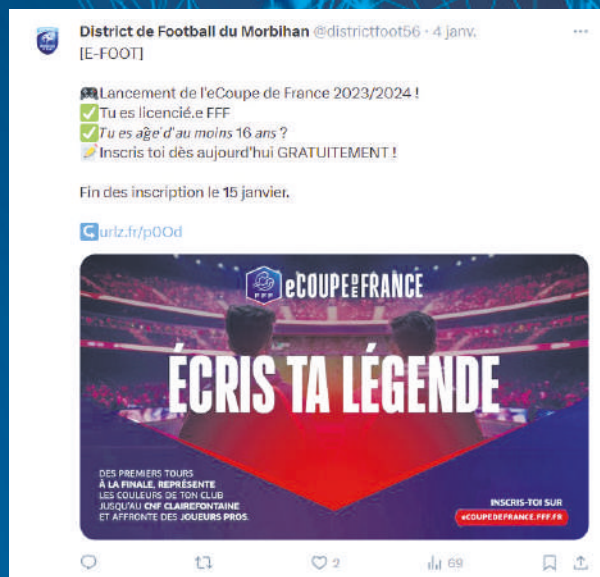 District de Football du Morbihan @districtfoot56 · 4 janv.
[E-FOOT]
🎮Lancement de l'eCoupe de France 2023/2024 !
✅Tu es licencié.e FFF
✅Tu es aĝe' d'au moins 16 ans ?
📝Inscris toi dès aujourd'hui GRATUITEMENT !
Fin des inscription le 15 janvier.
↪urlz.fr/p0Od
FFF
eCOUPE DE FRANCE
ÉCRIS TA LÉGENDE
DES PREMIERS TOURS
À LA FINALE, REPRÉSENTE
LES COULEURS DE TON CLUB
JUSQU'AU CNF CLAIREFONTAINE
ET AFFRONTE DES JOUEURS PROS.
INSCRIS-TOI SUR
eCOUPEDEFRANCE.FFF.FR
2
69